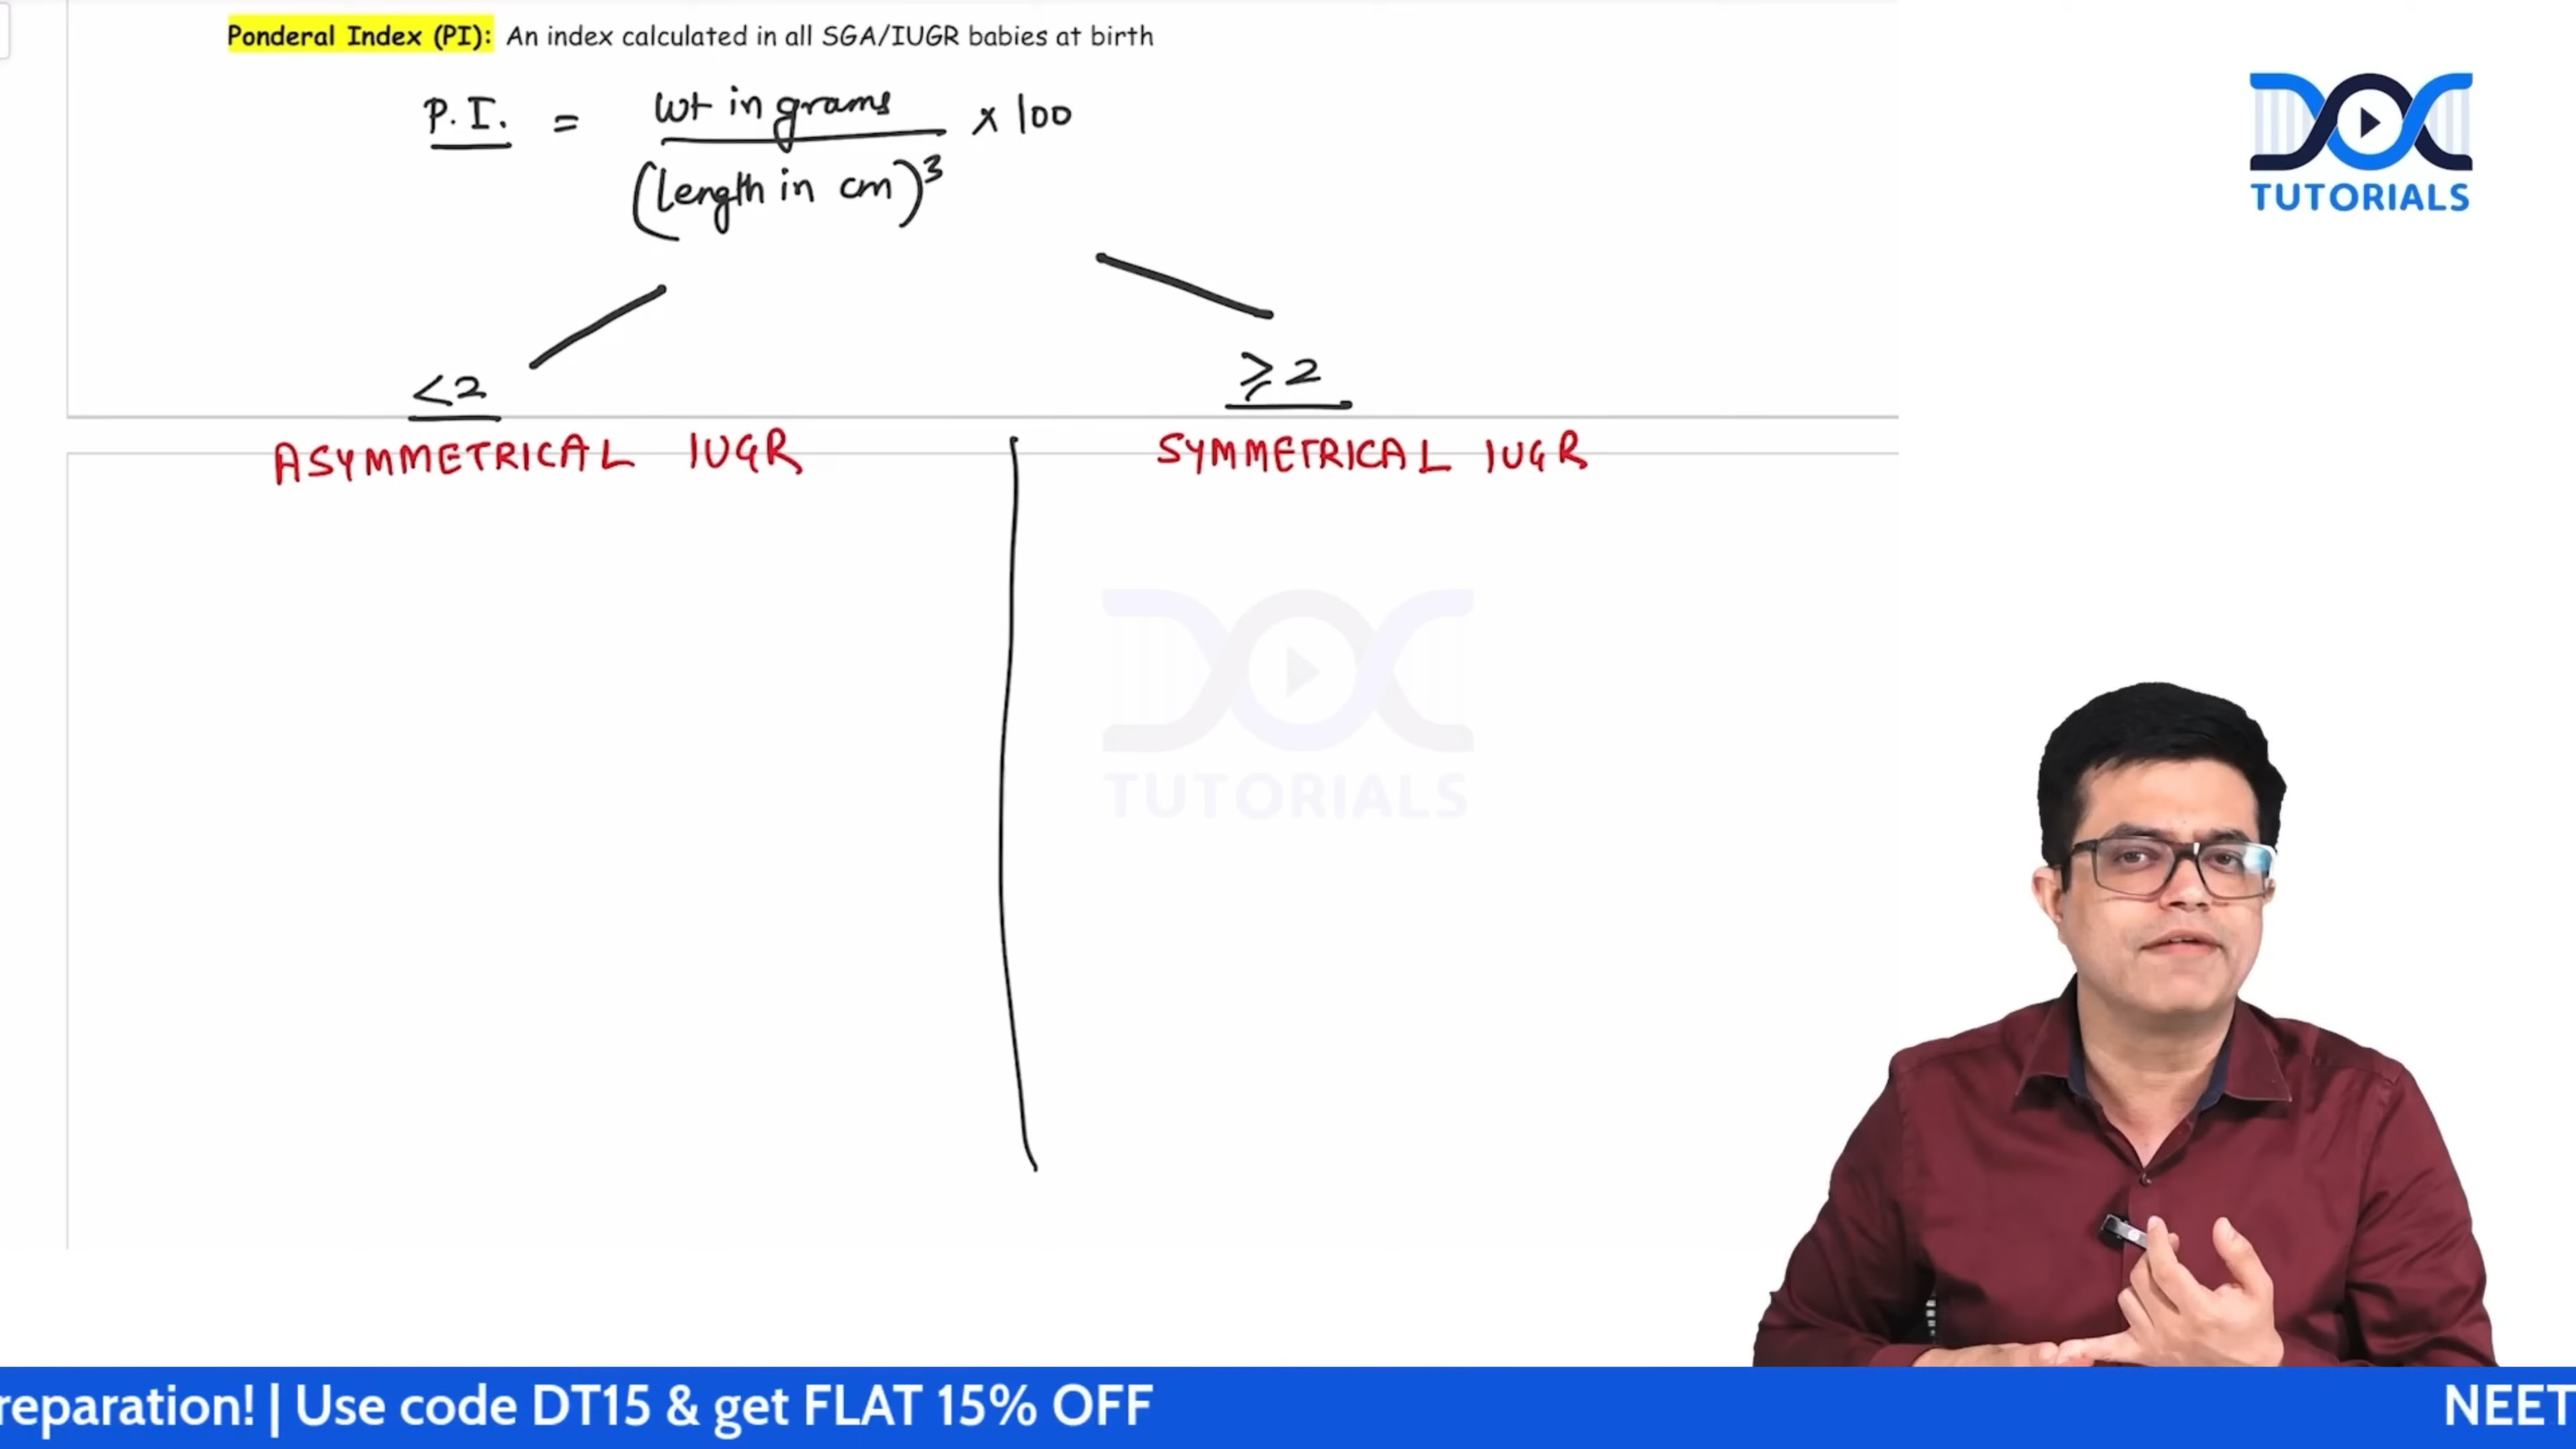 Ponderal Index (PI): An index calculated in all SGA/IUGR babies at birth
P.I. = wt in grams / (length in cm)³ × 100
<2
≥2
ASYMMETRICAL IUGR
SYMMETRICAL IUGR
DOC
TUTORIALS
DOC
TUTORIALS
reparation! | Use code DT15 & get FLAT 15% OFF
NEET